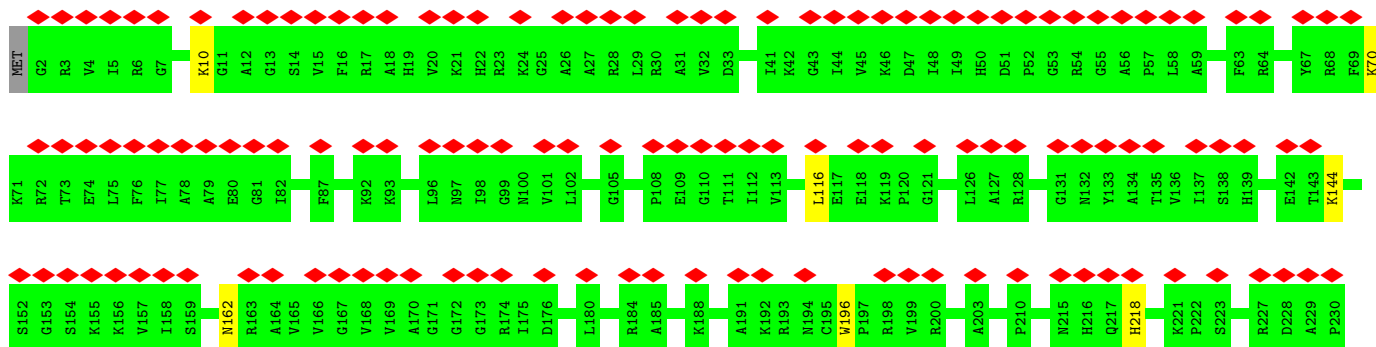 MET G2 R3 V4 I5 R6 G7 K10 G11 A12 G13 S14 V15 F16 R17 A18 H19 V20 K21 H22 R23 K24 G25 A26 A27 R28 L29 R30 A31 V32 D33 I41 K42 G43 I44 V45 K46 D47 I48 I49 H50 D51 P52 G53 R54 G55 A56 P57 L58 A59 F63 R64 Y67 R68 F69 K70
K71 R72 T73 E74 L75 F76 I77 A78 A79 E80 G81 I82 F87 K92 K93 L96 N97 I98 G99 N100 V101 L102 G105 P108 E109 G110 T111 I112 V113 L116 E117 E118 K119 P120 G121 L126 A127 R128 G131 N132 Y133 A134 T135 V136 I137 S138 H139 E142 T143 K144
S152 G153 S154 K155 K156 V157 I158 S159 N162 R163 A164 V165 V166 G167 V168 V169 A170 G171 G172 G173 R174 I175 D176 L180 R184 A185 K188 A191 K192 R193 N194 C195 W196 P197 R198 V199 R200 A203 P210 N215 H216 Q217 H218 K221 P222 S223 R227 D228 A229 P230